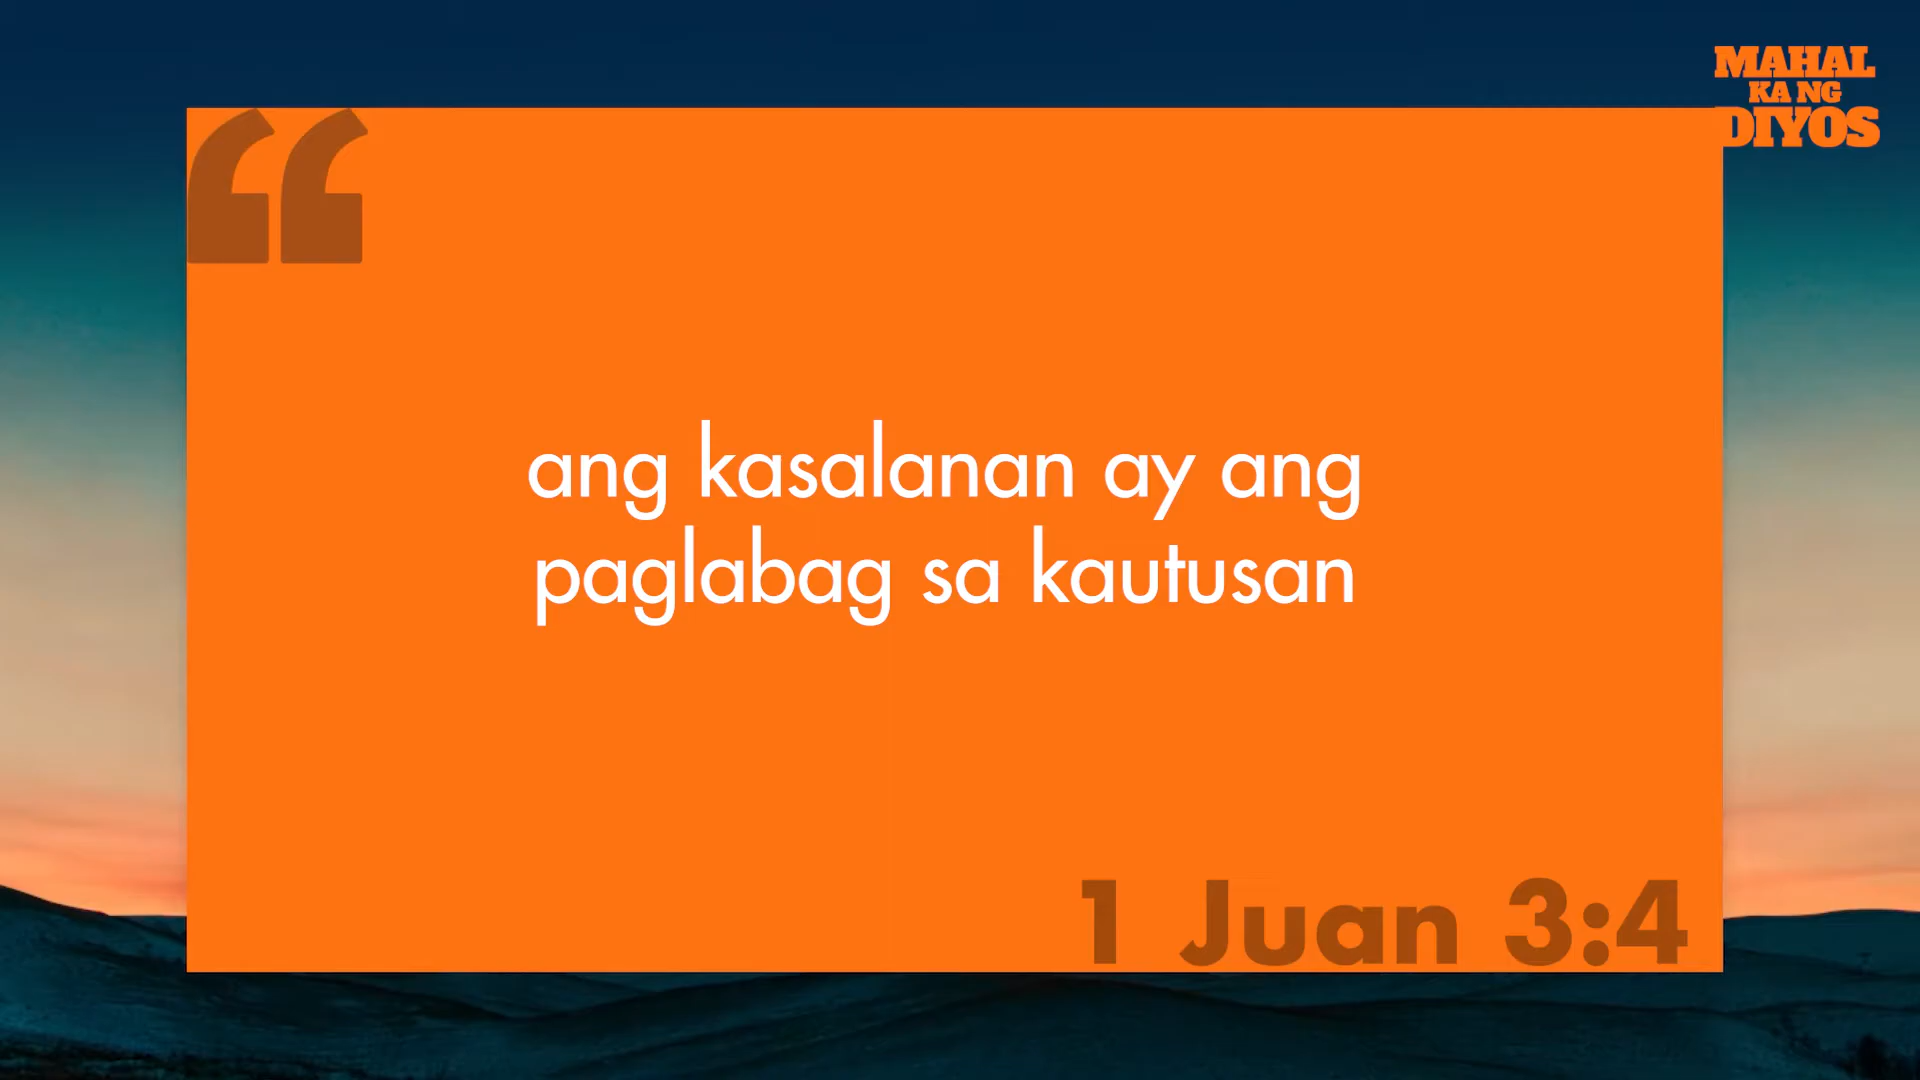 MAHAL
KA NG
DIYOS
“
ang kasalanan ay ang
paglabag sa kautusan
1 Juan 3:4